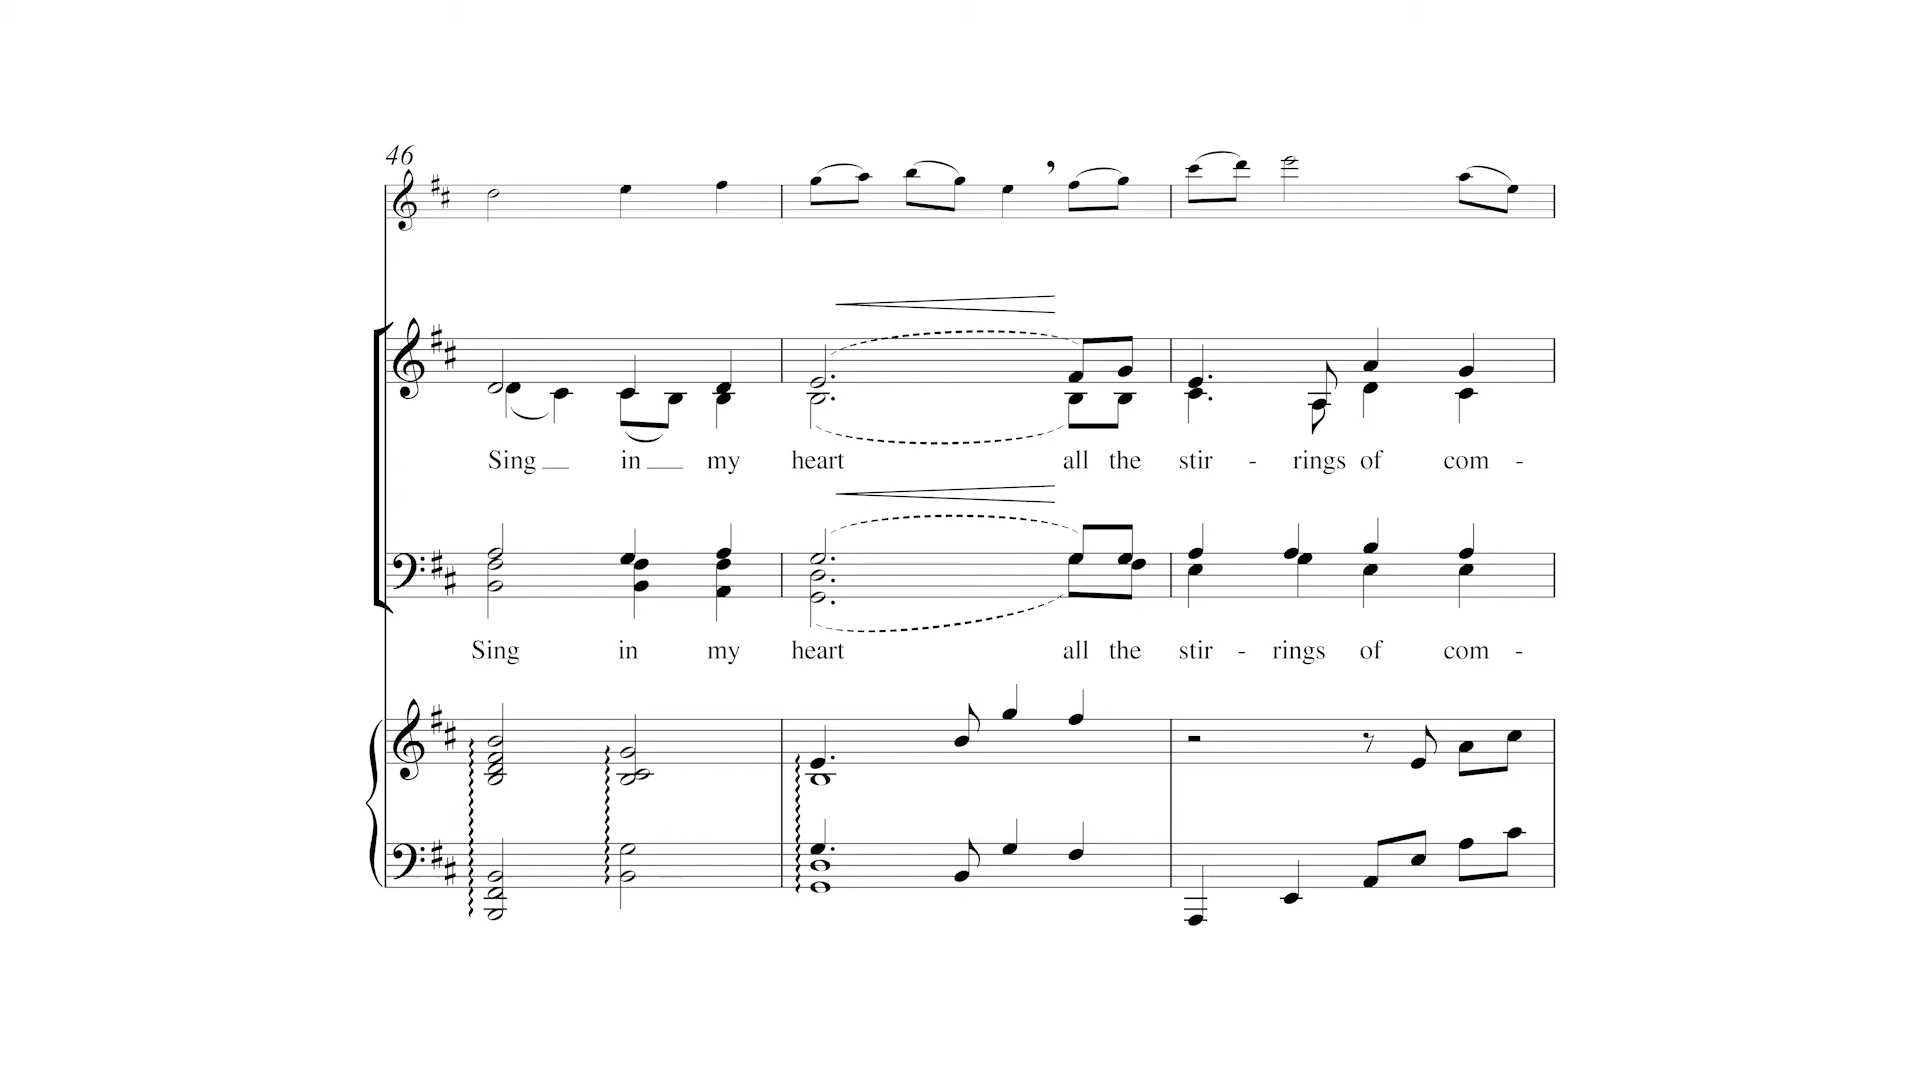 46
Sing in my heart all the stir - rings of com -
Sing in my heart all the stir - rings of com -